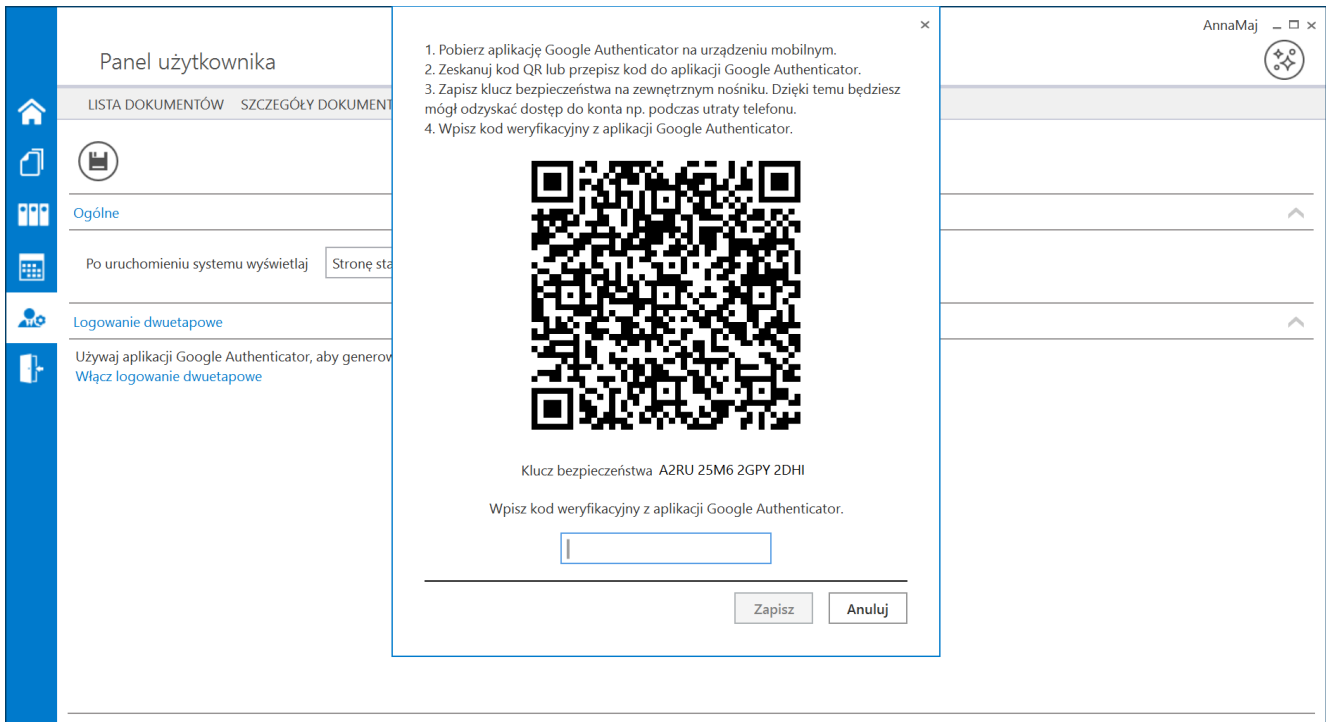 AnnaMaj
Panel użytkownika
LISTA DOKUMENTÓW SZCZEGÓŁY DOKUMENT
Ogólne
Po uruchomieniu systemu wyświetlaj Stronę sta
Logowanie dwuetapowe
Używaj aplikacji Google Authenticator, aby generow
Włącz logowanie dwuetapowe
1. Pobierz aplikację Google Authenticator na urządzeniu mobilnym.
2. Zeskanuj kod QR lub przepisz kod do aplikacji Google Authenticator.
3. Zapisz klucz bezpieczeństwa na zewnętrznym nośniku. Dzięki temu będziesz
mógł odzyskać dostęp do konta np. podczas utraty telefonu.
4. Wpisz kod weryfikacyjny z aplikacji Google Authenticator.
Klucz bezpieczeństwa A2RU 25M6 2GPY 2DHI
Wpisz kod weryfikacyjny z aplikacji Google Authenticator.
Zapisz Anuluj